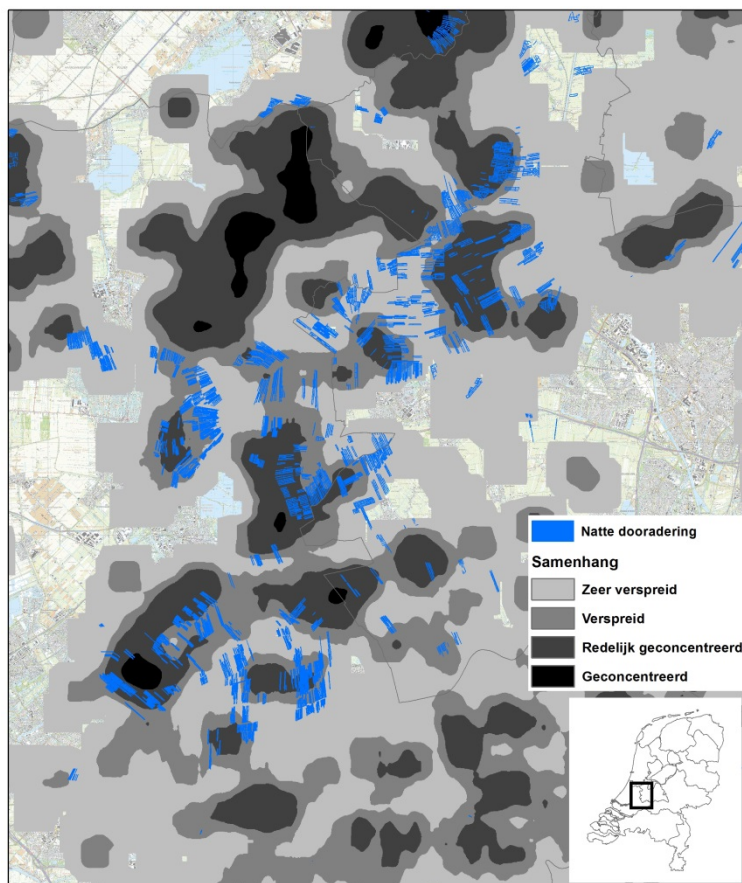 Natte dooradering
Samenhang
Zeer verspreid
Verspreid
Redelijk geconcentreerd
Geconcentreerd